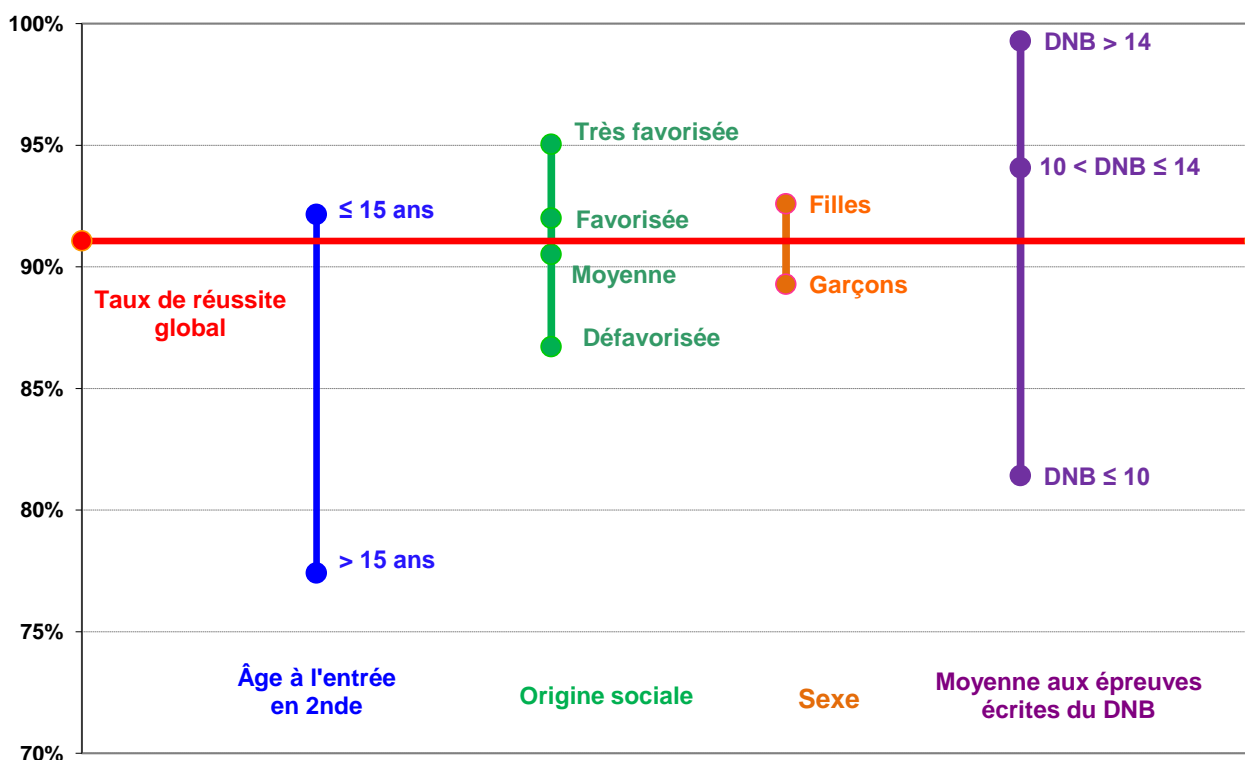 100%
95%
90%
85%
80%
75%
70%
Taux de réussite
global
≤ 15 ans
> 15 ans
Très favorisée
Favorisée
Moyenne
Défavorisée
Filles
Garçons
DNB > 14
10 < DNB ≤ 14
DNB ≤ 10
Âge à l'entrée
en 2nde
Origine sociale
Sexe
Moyenne aux épreuves
écrites du DNB